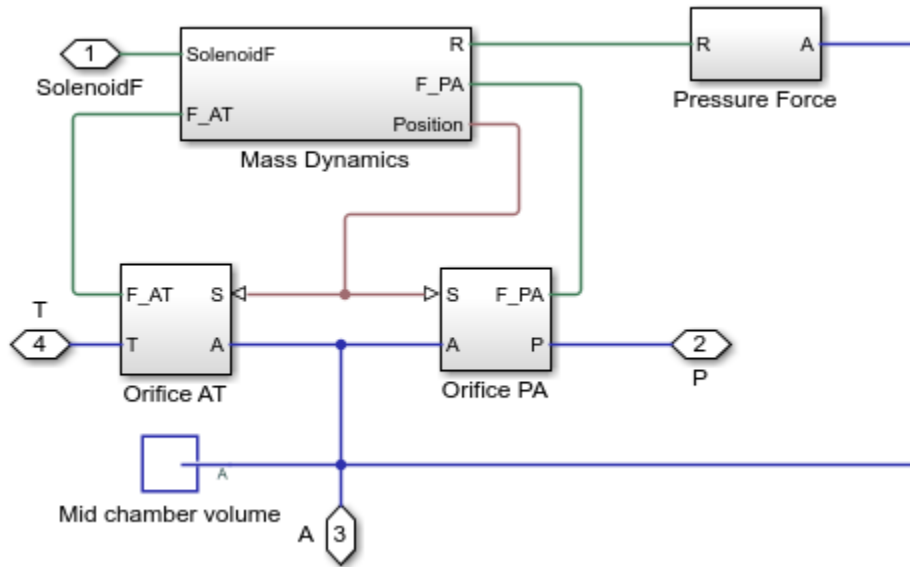 1
SolenoidF
SolenoidF
F_AT
R
F_PA
Position
Mass Dynamics
R
A
Pressure Force
T
4
F_AT
S
T
A
Orifice AT
S
F_PA
A
P
Orifice PA
2
P
A
Mid chamber volume
A
3